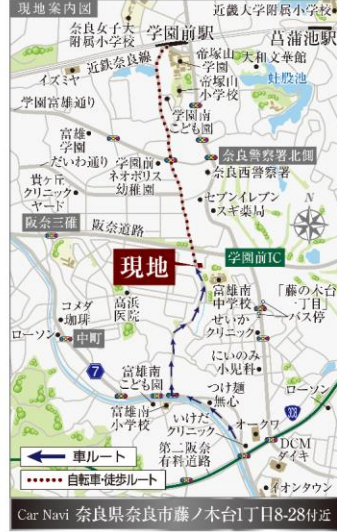 現地案内図
近畿大学附属小学校
奈良女子大
附属小学校
学園前駅
菖蒲池駅
近鉄奈良線
帝塚山
学園
大和文華館
イズミヤ
帝塚山
小学校
蛙股池
学園富雄通り
学園南
こども園
富雄
学園
だいわ通り
学園前
ネオポリス
幼稚園
奈良警察署北側
奈良西警察署
貴ヶ丘
クリニック
ヤード
セブンイレブン
スギ薬局
阪奈三碓
阪奈道路
学園前IC
現地
富雄南
中学校
「藤の木台
一丁目」
バス停
コメダ
珈琲
高浜
医院
せいか
クリニック
ローソン
中町
にいのみ
小児科
7
富雄南
こども園
つけ麺
無心
ローソン
富雄南
小学校
いけだ
クリニック
オークワ
308
第二阪奈
有料道路
DCM
ダイキ
イオンタウン
車ルート
自転車・徒歩ルート
Car Navi 奈良県奈良市藤ノ木台1丁目8-28付近